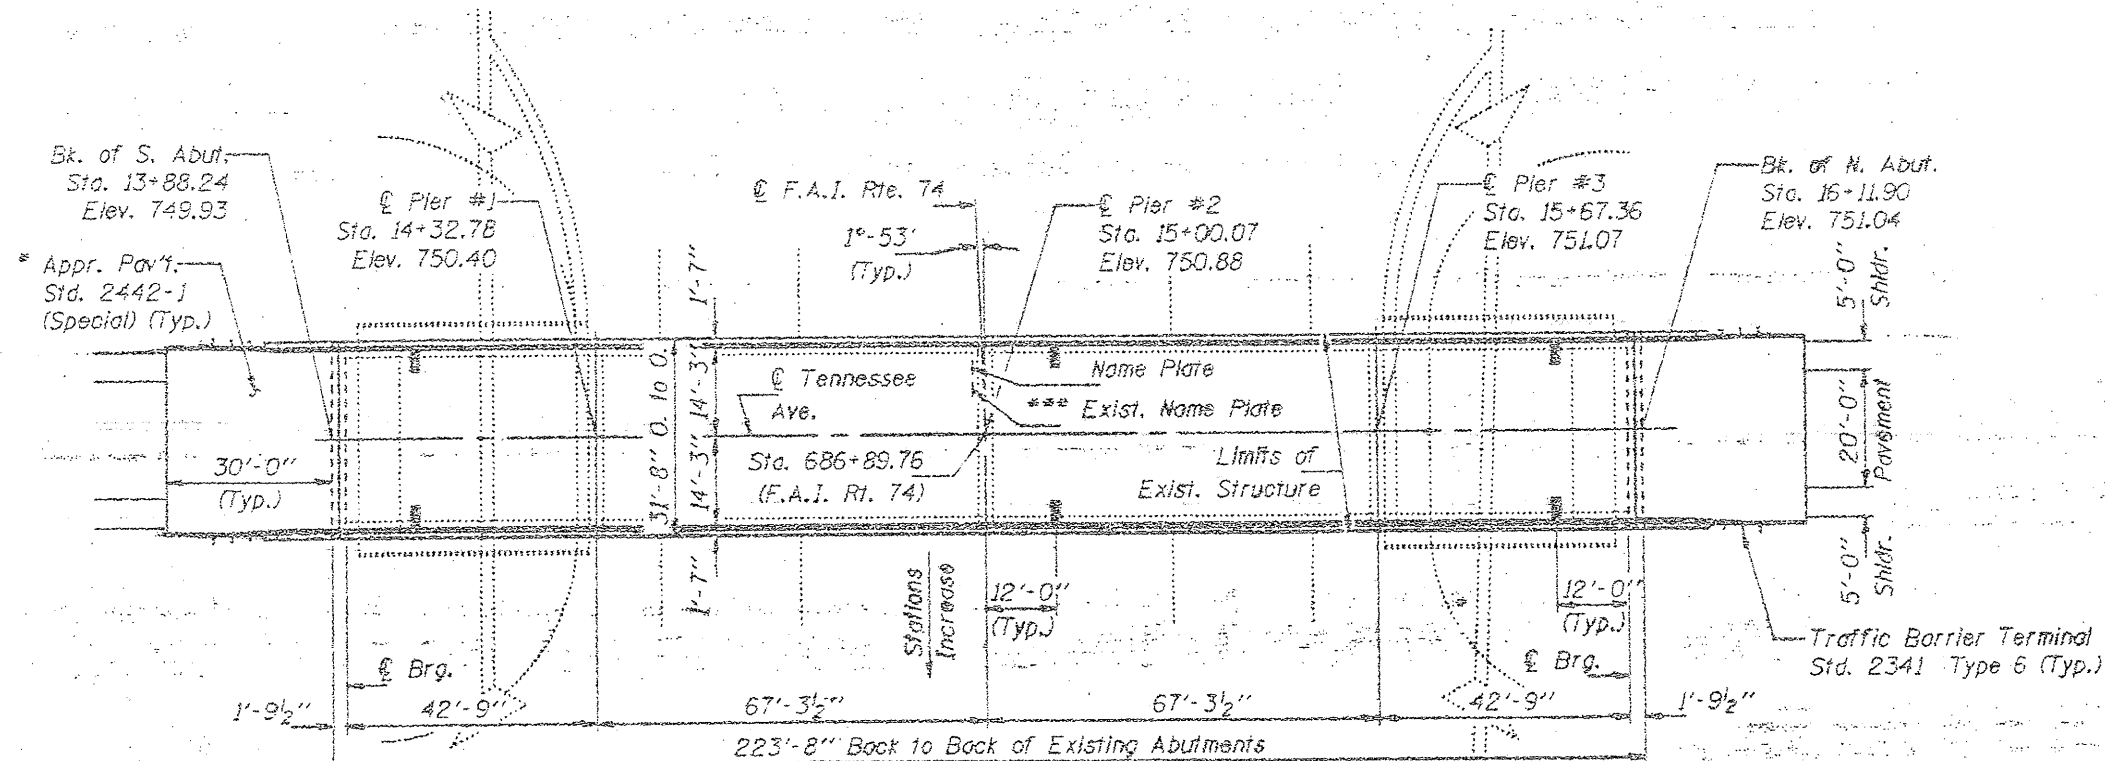 Bk. of S. Abut.
Sta. 13+88.24
Elev. 749.93
* Appr. Pav't.
Std. 2442-1
(Special) (Typ.)
℄ Pier #1
Sta. 14+32.78
Elev. 750.40
℄ F.A.I. Rte. 74
1°-53'
(Typ.)
℄ Pier #2
Sta. 15+00.07
Elev. 750.88
℄ Pier #3
Sta. 15+67.36
Elev. 751.07
Bk. of N. Abut.
Sta. 16+11.90
Elev. 751.04
5'-0"
Shldr.
20'-0"
Pavement
5'-0"
Shldr.
1'-7"
14'-3"
14'-3"
31'-8" O. to O.
1'-7"
℄ Tennessee
Ave.
Name Plate
*** Exist. Name Plate
Sta. 686+89.76
(F.A.I. Rt. 74)
Limits of
Exist. Structure
30'-0"
(Typ.)
Stations
Increase
12'-0"
(Typ.)
12'-0"
(Typ.)
Traffic Barrier Terminal
Std. 2341 Type 6 (Typ.)
℄ Brg.
℄ Brg.
1'-9½"
42'-9"
67'-3½"
67'-3½"
42'-9"
1'-9½"
223'-8" Back to Back of Existing Abutments